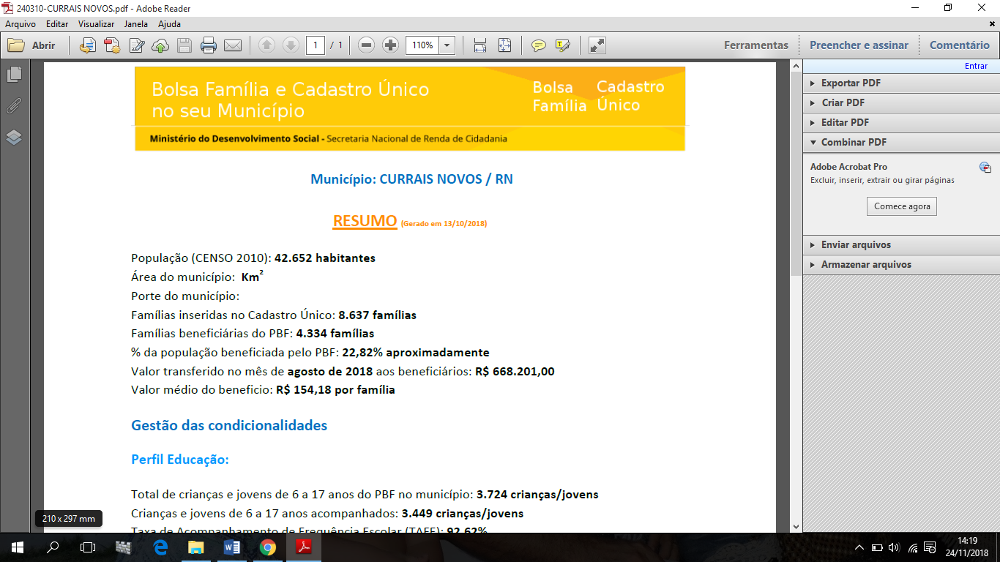 240310-CURRAIS NOVOS.pdf - Adobe Reader
Arquivo Editar Visualizar Janela Ajuda
Abrir 1 / 1 110% Ferramentas Preencher e assinar Comentário
Entrar
Exportar PDF
Criar PDF
Editar PDF
Combinar PDF
Adobe Acrobat Pro
Excluir, inserir, extrair ou girar páginas
Comece agora
Enviar arquivos
Armazenar arquivos
Bolsa Família e Cadastro Único
no seu Município
Bolsa Família
Cadastro Único
Ministério do Desenvolvimento Social - Secretaria Nacional de Renda de Cidadania
Município: CURRAIS NOVOS / RN
RESUMO (Gerado em 13/10/2018)
População (CENSO 2010): 42.652 habitantes
Área do município: Km²
Porte do município:
Famílias inseridas no Cadastro Único: 8.637 famílias
Famílias beneficiárias do PBF: 4.334 famílias
% da população beneficiada pelo PBF: 22,82% aproximadamente
Valor transferido no mês de agosto de 2018 aos beneficiários: R$ 668.201,00
Valor médio do beneficio: R$ 154,18 por família
Gestão das condicionalidades
Perfil Educação:
Total de crianças e jovens de 6 a 17 anos do PBF no município: 3.724 crianças/jovens
Crianças e jovens de 6 a 17 anos acompanhados: 3.449 crianças/jovens
Taxa de Acompanhamento de Frequência Escolar (TAFE): 92,62%
210 x 297 mm
14:19
24/11/2018